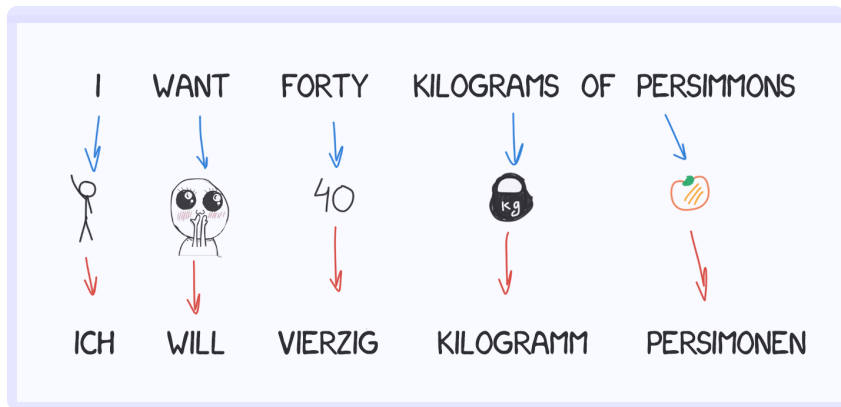 I WANT FORTY KILOGRAMS OF PERSIMMONS
40
kg
ICH WILL VIERZIG KILOGRAMM PERSIMONEN